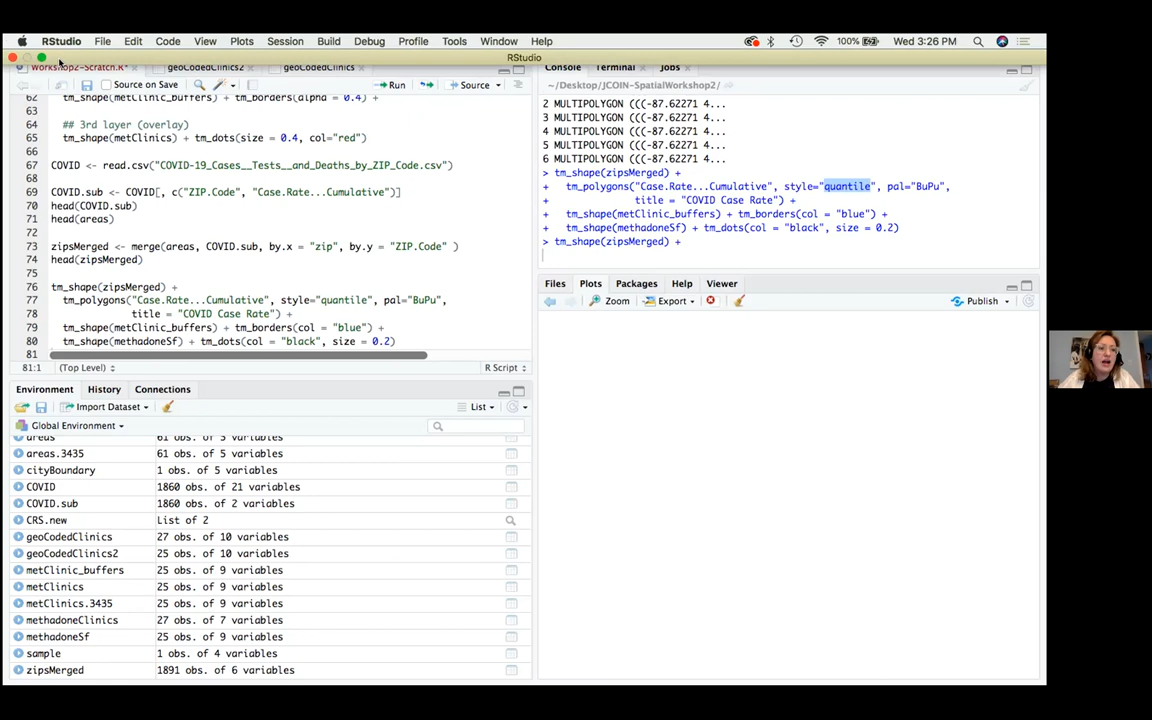 RStudio File Edit Code View Plots Session Build Debug Profile Tools Window Help 100% Wed 3:26 PM
RStudio
Workshop2-Scratch.R* geoCodedClinics2 geoCodedClinics
Source on Save Run Source
62 tm_shape(metClinic_buffers) + tm_borders(alpha = 0.4) +
63
64 ## 3rd layer (overlay)
65 tm_shape(metClinics) + tm_dots(size = 0.4, col="red")
66
67 COVID <- read.csv("COVID-19_Cases__Tests__and_Deaths_by_ZIP_Code.csv")
68
69 COVID.sub <- COVID[, c("ZIP.Code", "Case.Rate...Cumulative")]
70 head(COVID.sub)
71 head(areas)
72
73 zipsMerged <- merge(areas, COVID.sub, by.x = "zip", by.y = "ZIP.Code" )
74 head(zipsMerged)
75
76 tm_shape(zipsMerged) +
77 tm_polygons("Case.Rate...Cumulative", style="quantile", pal="BuPu",
78 title = "COVID Case Rate") +
79 tm_shape(metClinic_buffers) + tm_borders(col = "blue") +
80 tm_shape(methadoneSf) + tm_dots(col = "black", size = 0.2)
81
81:1 (Top Level) R Script
Environment History Connections
Import Dataset List
Global Environment
areas 61 obs. of 5 variables
areas.3435 61 obs. of 5 variables
cityBoundary 1 obs. of 5 variables
COVID 1860 obs. of 21 variables
COVID.sub 1860 obs. of 2 variables
CRS.new List of 2
geoCodedClinics 27 obs. of 10 variables
geoCodedClinics2 25 obs. of 10 variables
metClinic_buffers 25 obs. of 9 variables
metClinics 25 obs. of 9 variables
metClinics.3435 25 obs. of 9 variables
methadoneClinics 27 obs. of 7 variables
methadoneSf 25 obs. of 9 variables
sample 1 obs. of 4 variables
zipsMerged 1891 obs. of 6 variables
Console Terminal Jobs
~/Desktop/JCOIN-SpatialWorkshop2/
2 MULTIPOLYGON (((-87.62271 4...
3 MULTIPOLYGON (((-87.62271 4...
4 MULTIPOLYGON (((-87.62271 4...
5 MULTIPOLYGON (((-87.62271 4...
6 MULTIPOLYGON (((-87.62271 4...
> tm_shape(zipsMerged) +
+ tm_polygons("Case.Rate...Cumulative", style="quantile", pal="BuPu",
+ title = "COVID Case Rate") +
+ tm_shape(metClinic_buffers) + tm_borders(col = "blue") +
+ tm_shape(methadoneSf) + tm_dots(col = "black", size = 0.2)
> tm_shape(zipsMerged) +
Files Plots Packages Help Viewer
Zoom Export Publish